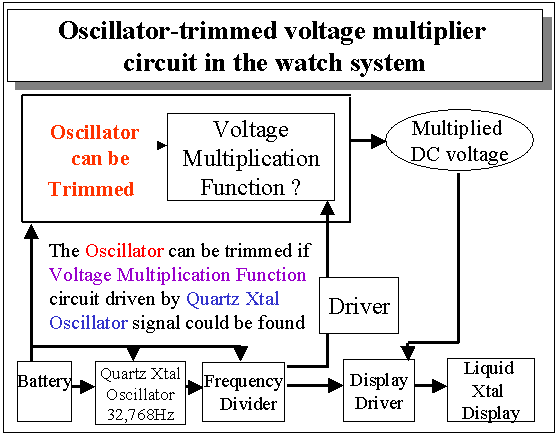 Oscillator-trimmed voltage multiplier
circuit in the watch system
Oscillator
can be
Trimmed
Voltage
Multiplication
Function ?
Multiplied
DC voltage
The Oscillator can be trimmed if
Voltage Multiplication Function
circuit driven by Quartz Xtal
Oscillator signal could be found
Driver
Battery
Quartz Xtal
Oscillator
32,768Hz
Frequency
Divider
Display
Driver
Liquid
Xtal
Display